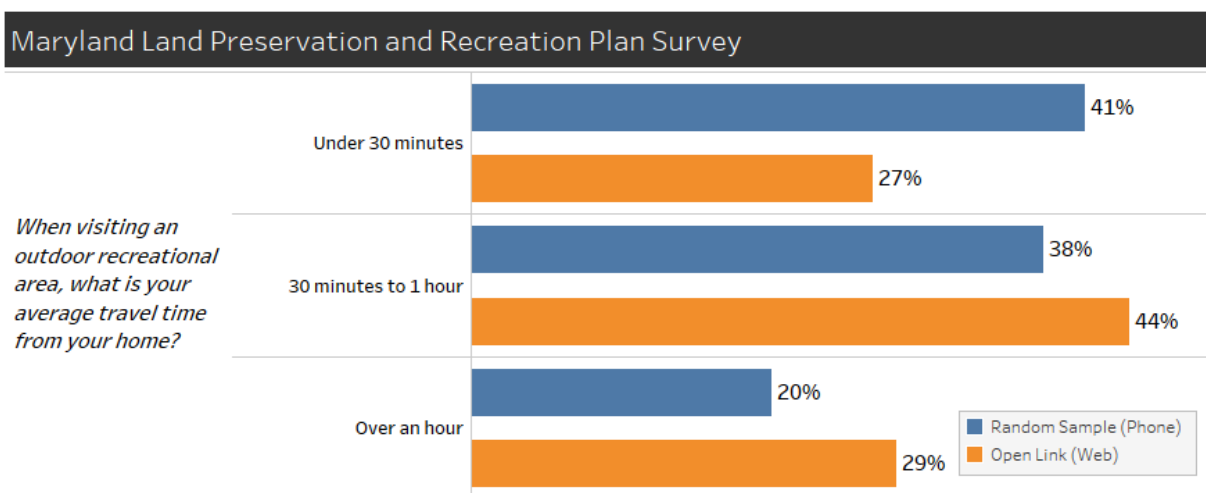 Maryland Land Preservation and Recreation Plan Survey
When visiting an
outdoor recreational
area, what is your
average travel time
from your home?
Under 30 minutes
41%
27%
30 minutes to 1 hour
38%
44%
Over an hour
20%
29%
Random Sample (Phone)
Open Link (Web)